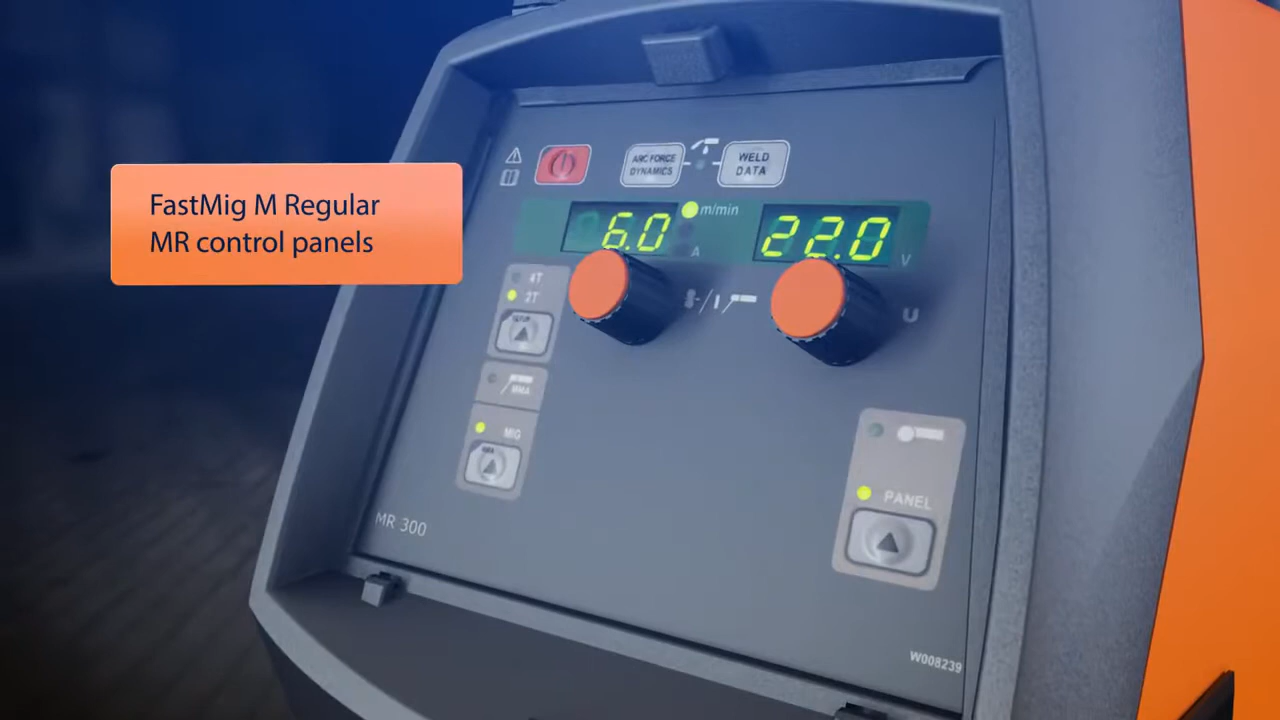 FastMig M Regular
MR control panels
ARC FORCE
DYNAMICS
WELD
DATA
6.0
m/min
A
22.0
V
4T
2T
U
MMA
MIG
PANEL
MR 300
W008239